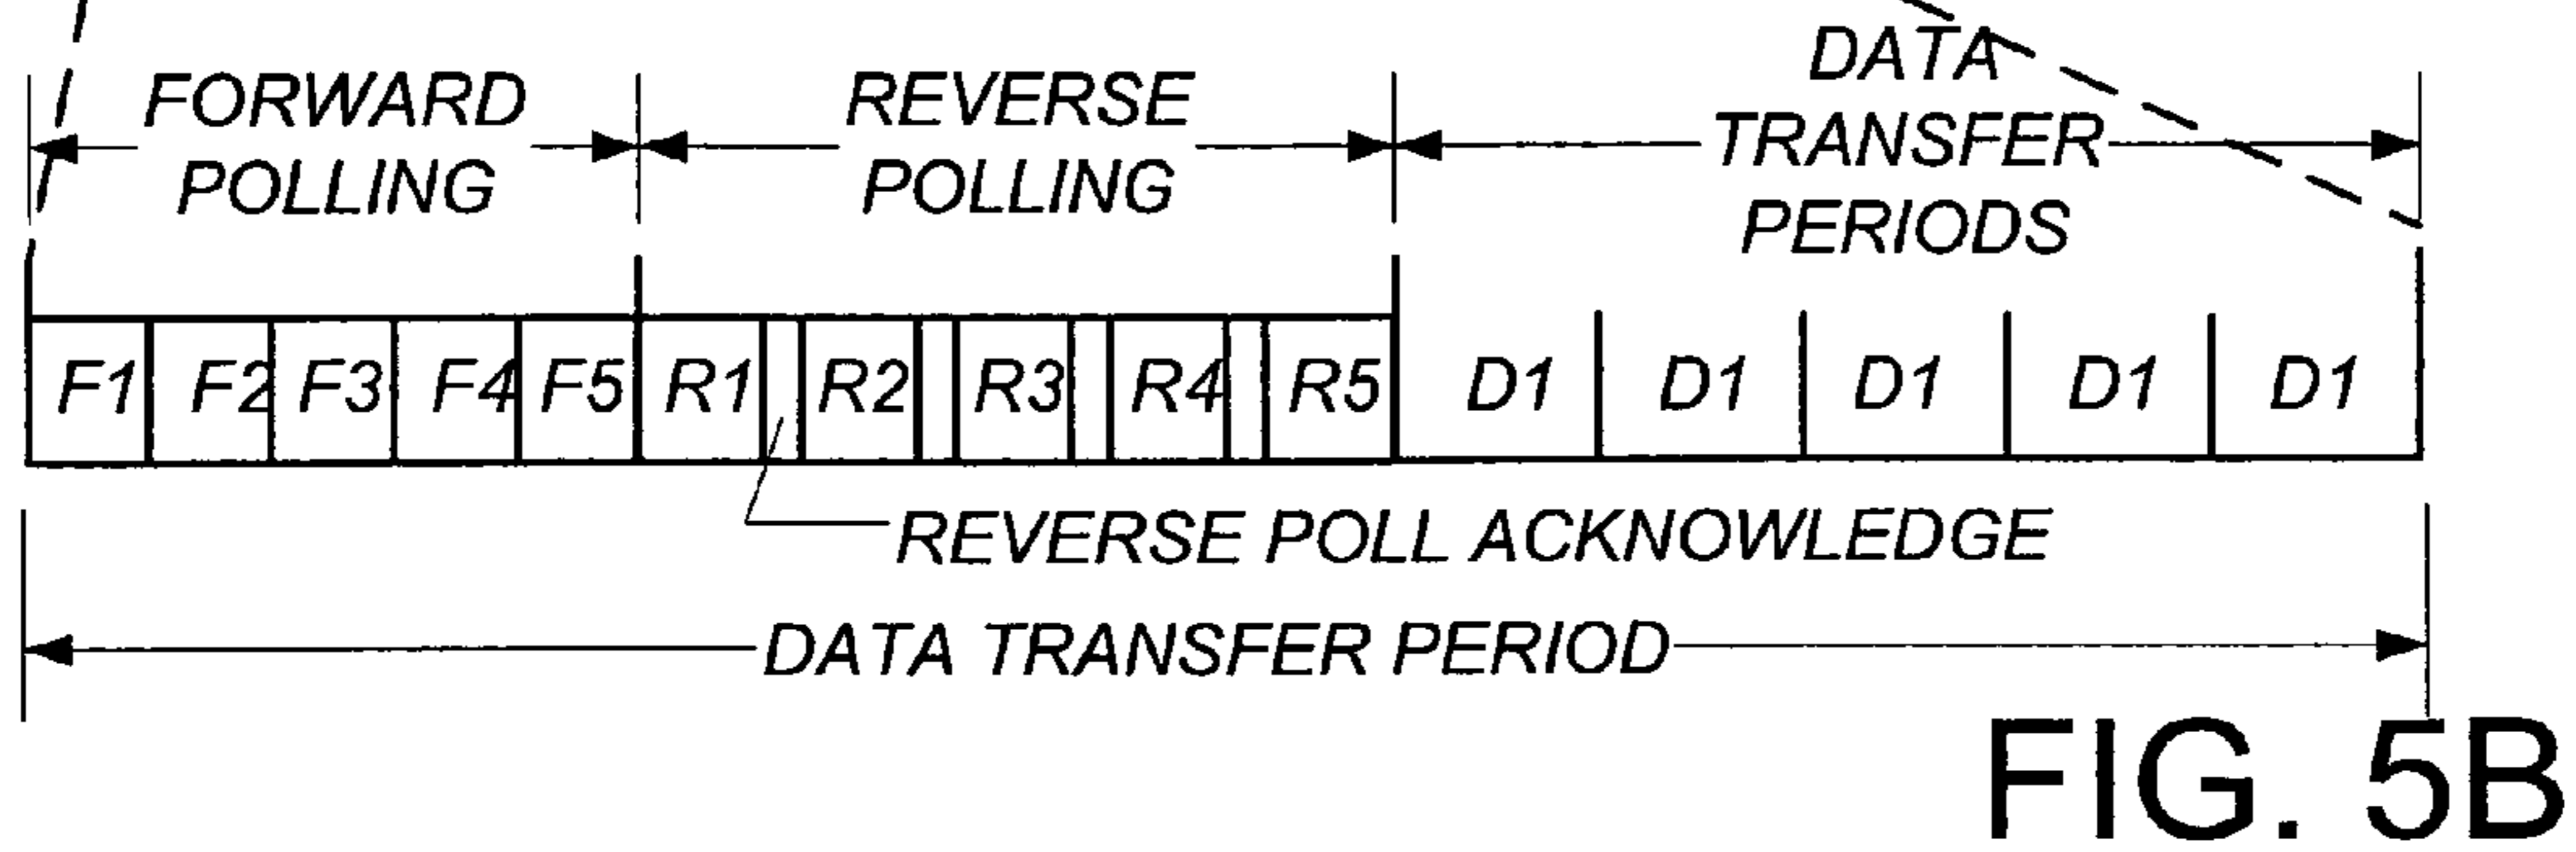 FORWARD
POLLING
REVERSE
POLLING
DATA
TRANSFER
PERIODS
F1 F2 F3 F4 F5 R1 R2 R3 R4 R5 D1 D1 D1 D1 D1
REVERSE POLL ACKNOWLEDGE
DATA TRANSFER PERIOD
FIG. 5B